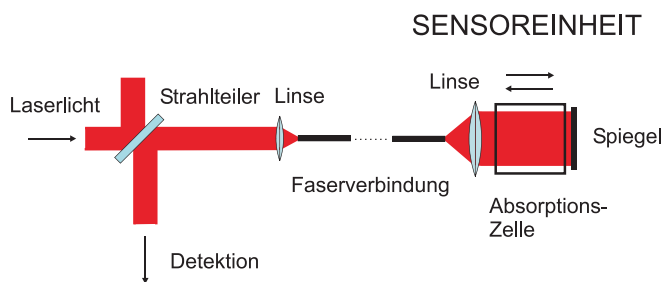 SENSOREINHEIT
Laserlicht
Strahlteiler
Linse
Linse
Spiegel
Faserverbindung
Absorptions-
Zelle
Detektion